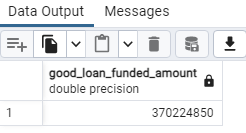 Data Output Messages
good_loan_funded_amount
double precision
1 370224850